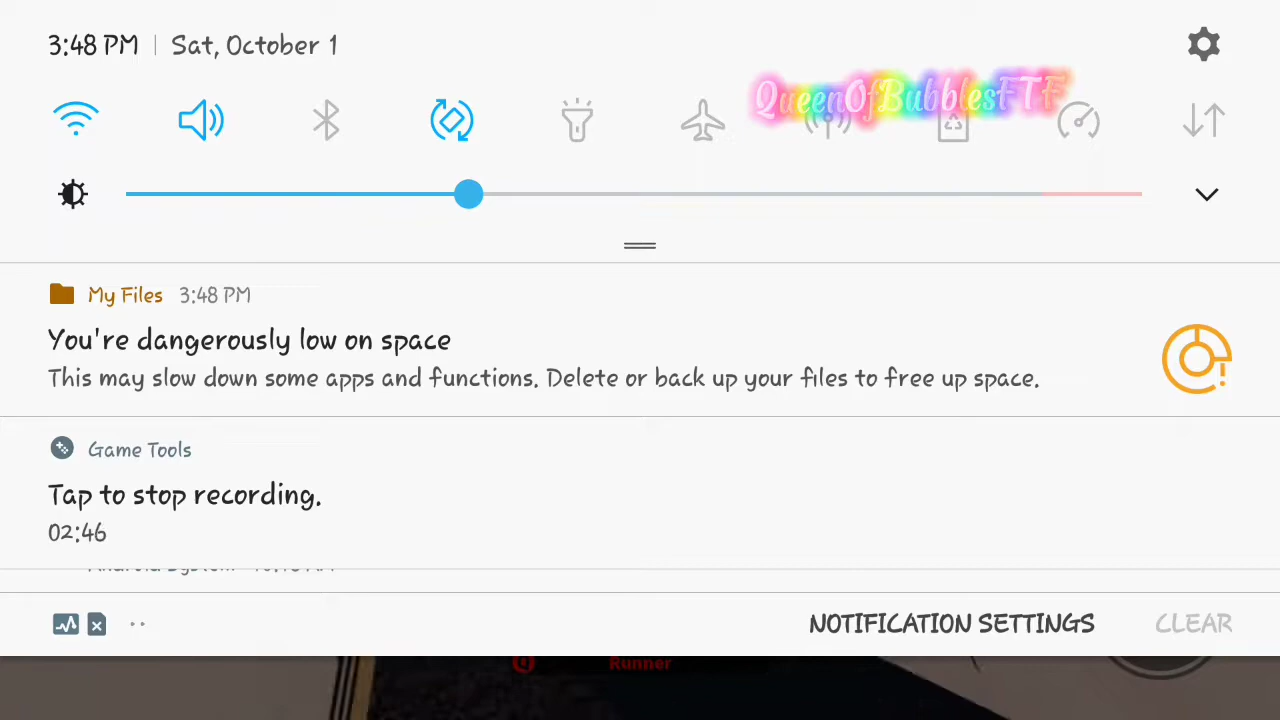 3:48 PM | Sat, October 1
QueenOfBubblesFTF
My Files 3:48 PM
You're dangerously low on space
This may slow down some apps and functions. Delete or back up your files to free up space.
Game Tools
Tap to stop recording.
02:46
NOTIFICATION SETTINGS CLEAR
Runner